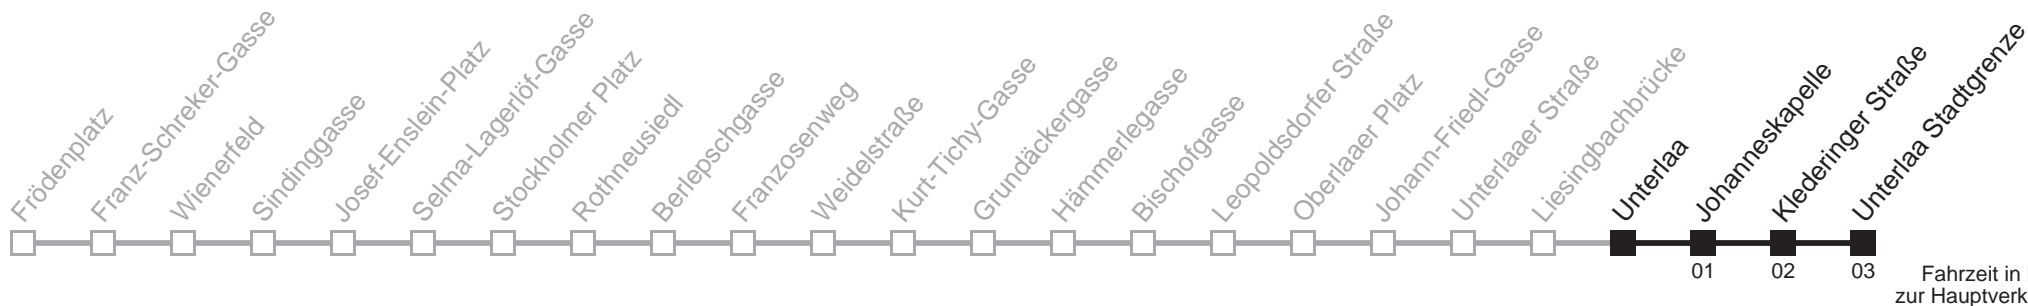 Frödenplatz
Franz-Schreker-Gasse
Wienerfeld
Sindinggasse
Josef-Enslein-Platz
Selma-Lagerlöf-Gasse
Stockholmer Platz
Rothneusiedl
Berlepschgasse
Franzosenweg
Weidelstraße
Kurt-Tichy-Gasse
Grundäckergasse
Hämmerlegasse
Bischofgasse
Leopoldsdorfer Straße
Oberlaaer Platz
Johann-Friedl-Gasse
Unterlaaer Straße
Liesingbachbrücke
Unterlaa
Johanneskapelle
Klederinger Straße
Unterlaa Stadtgrenze
01 02 03
Fahrzeit in
zur Hauptverk